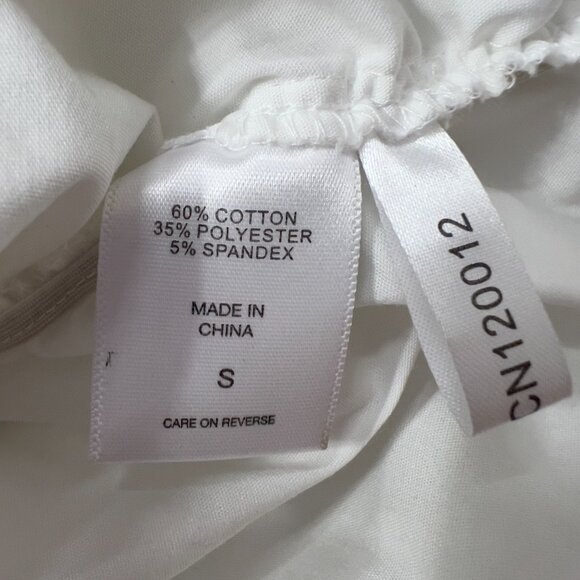 60% COTTON
35% POLYESTER
5% SPANDEX
MADE IN
CHINA
S
CARE ON REVERSE
CN120012